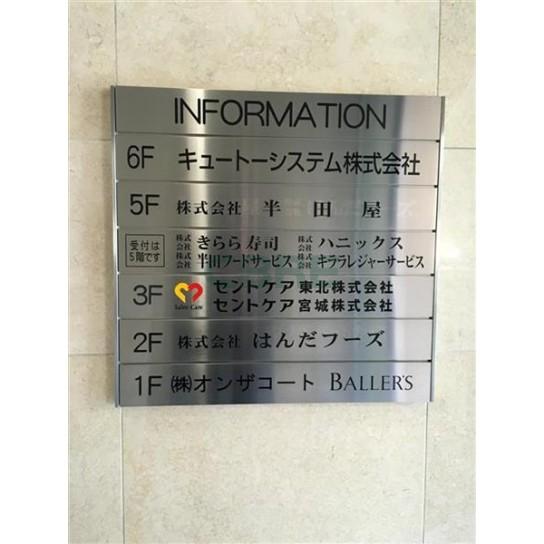 INFORMATION
6F キュートーシステム株式会社
5F 株式会社 半田屋
受付は
5階です
株式会社 きらら寿司 株式会社 ハニックス
株式会社 半田フードサービス 株式会社 キララレジャーサービス
3F セントケア東北株式会社
セントケア宮城株式会社
2F 株式会社 はんだフーズ
1F ㈱オンザコート BALLER'S